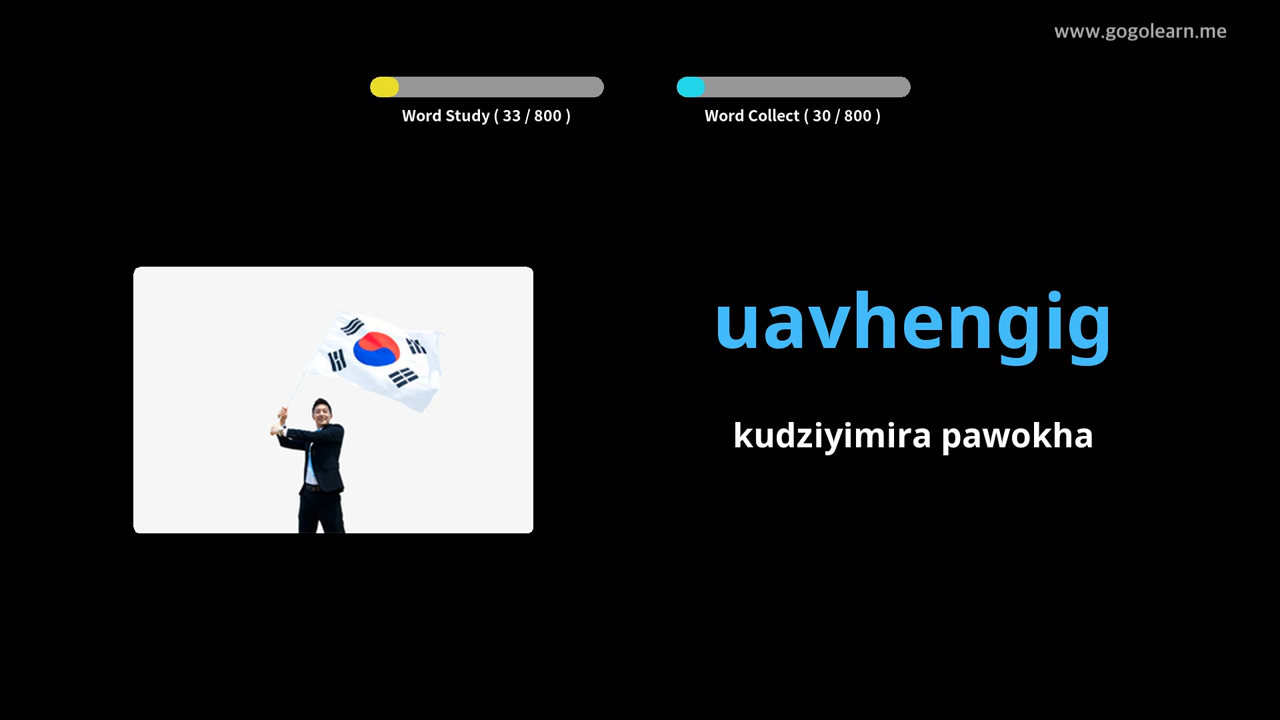 www.gogolearn.me
Word Study ( 33 / 800 )
Word Collect ( 30 / 800 )
uavhengig
kudziyimira pawokha